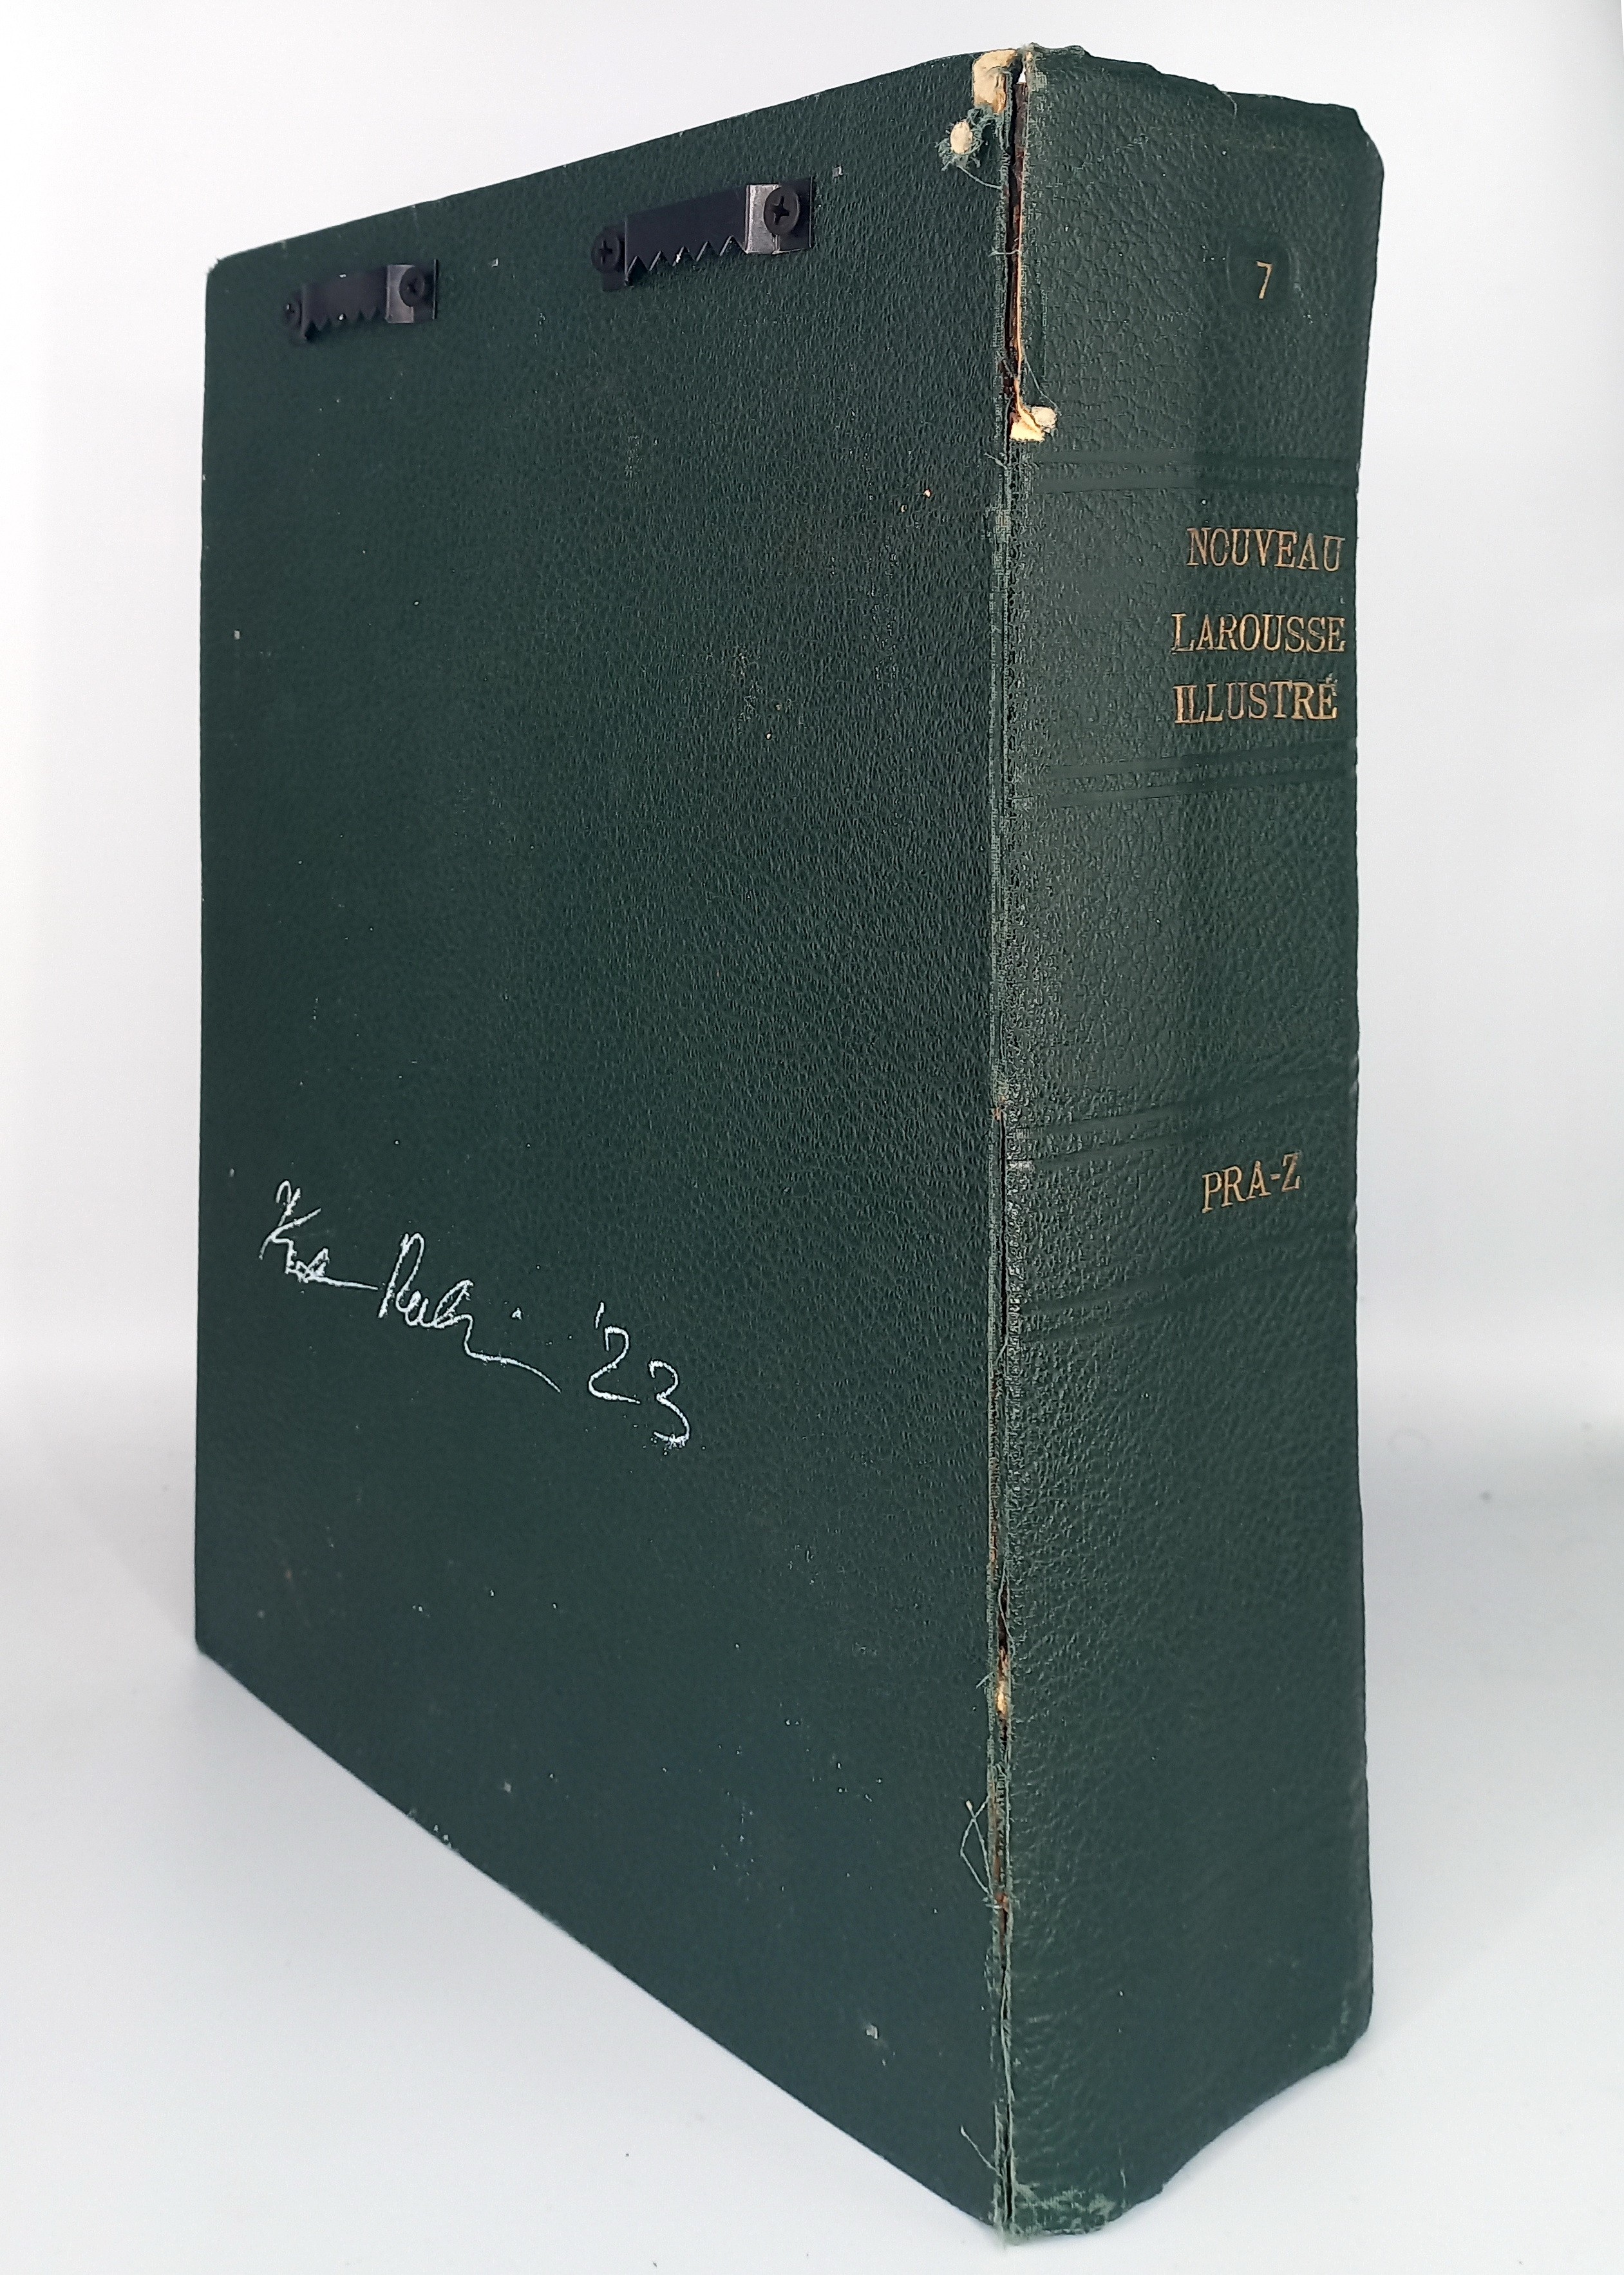 7
NOUVEAU
LAROUSSE
ILLUSTRÉ
PRA-Z
'23